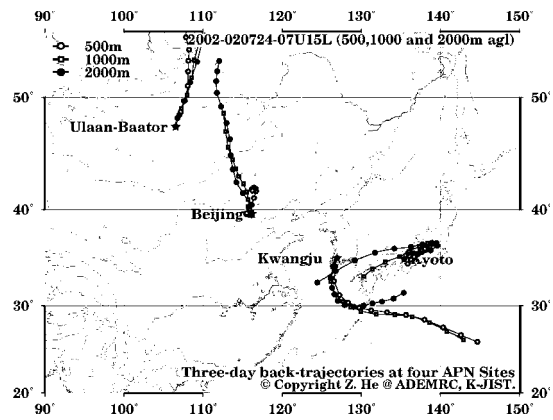 90° 100° 110° 120° 130° 140° 150°
2002-020724-07U15L (500,1000 and 2000m agl)
500m
1000m
2000m
50° 50°
Ulaan-Baator
40° 40°
Beijing
Kwangju
Kyoto
30° 30°
Three-day back-trajectories at four APN Sites
© Copyright Z. He @ ADEMRC, K-JIST.
20° 20°
90° 100° 110° 120° 130° 140° 150°